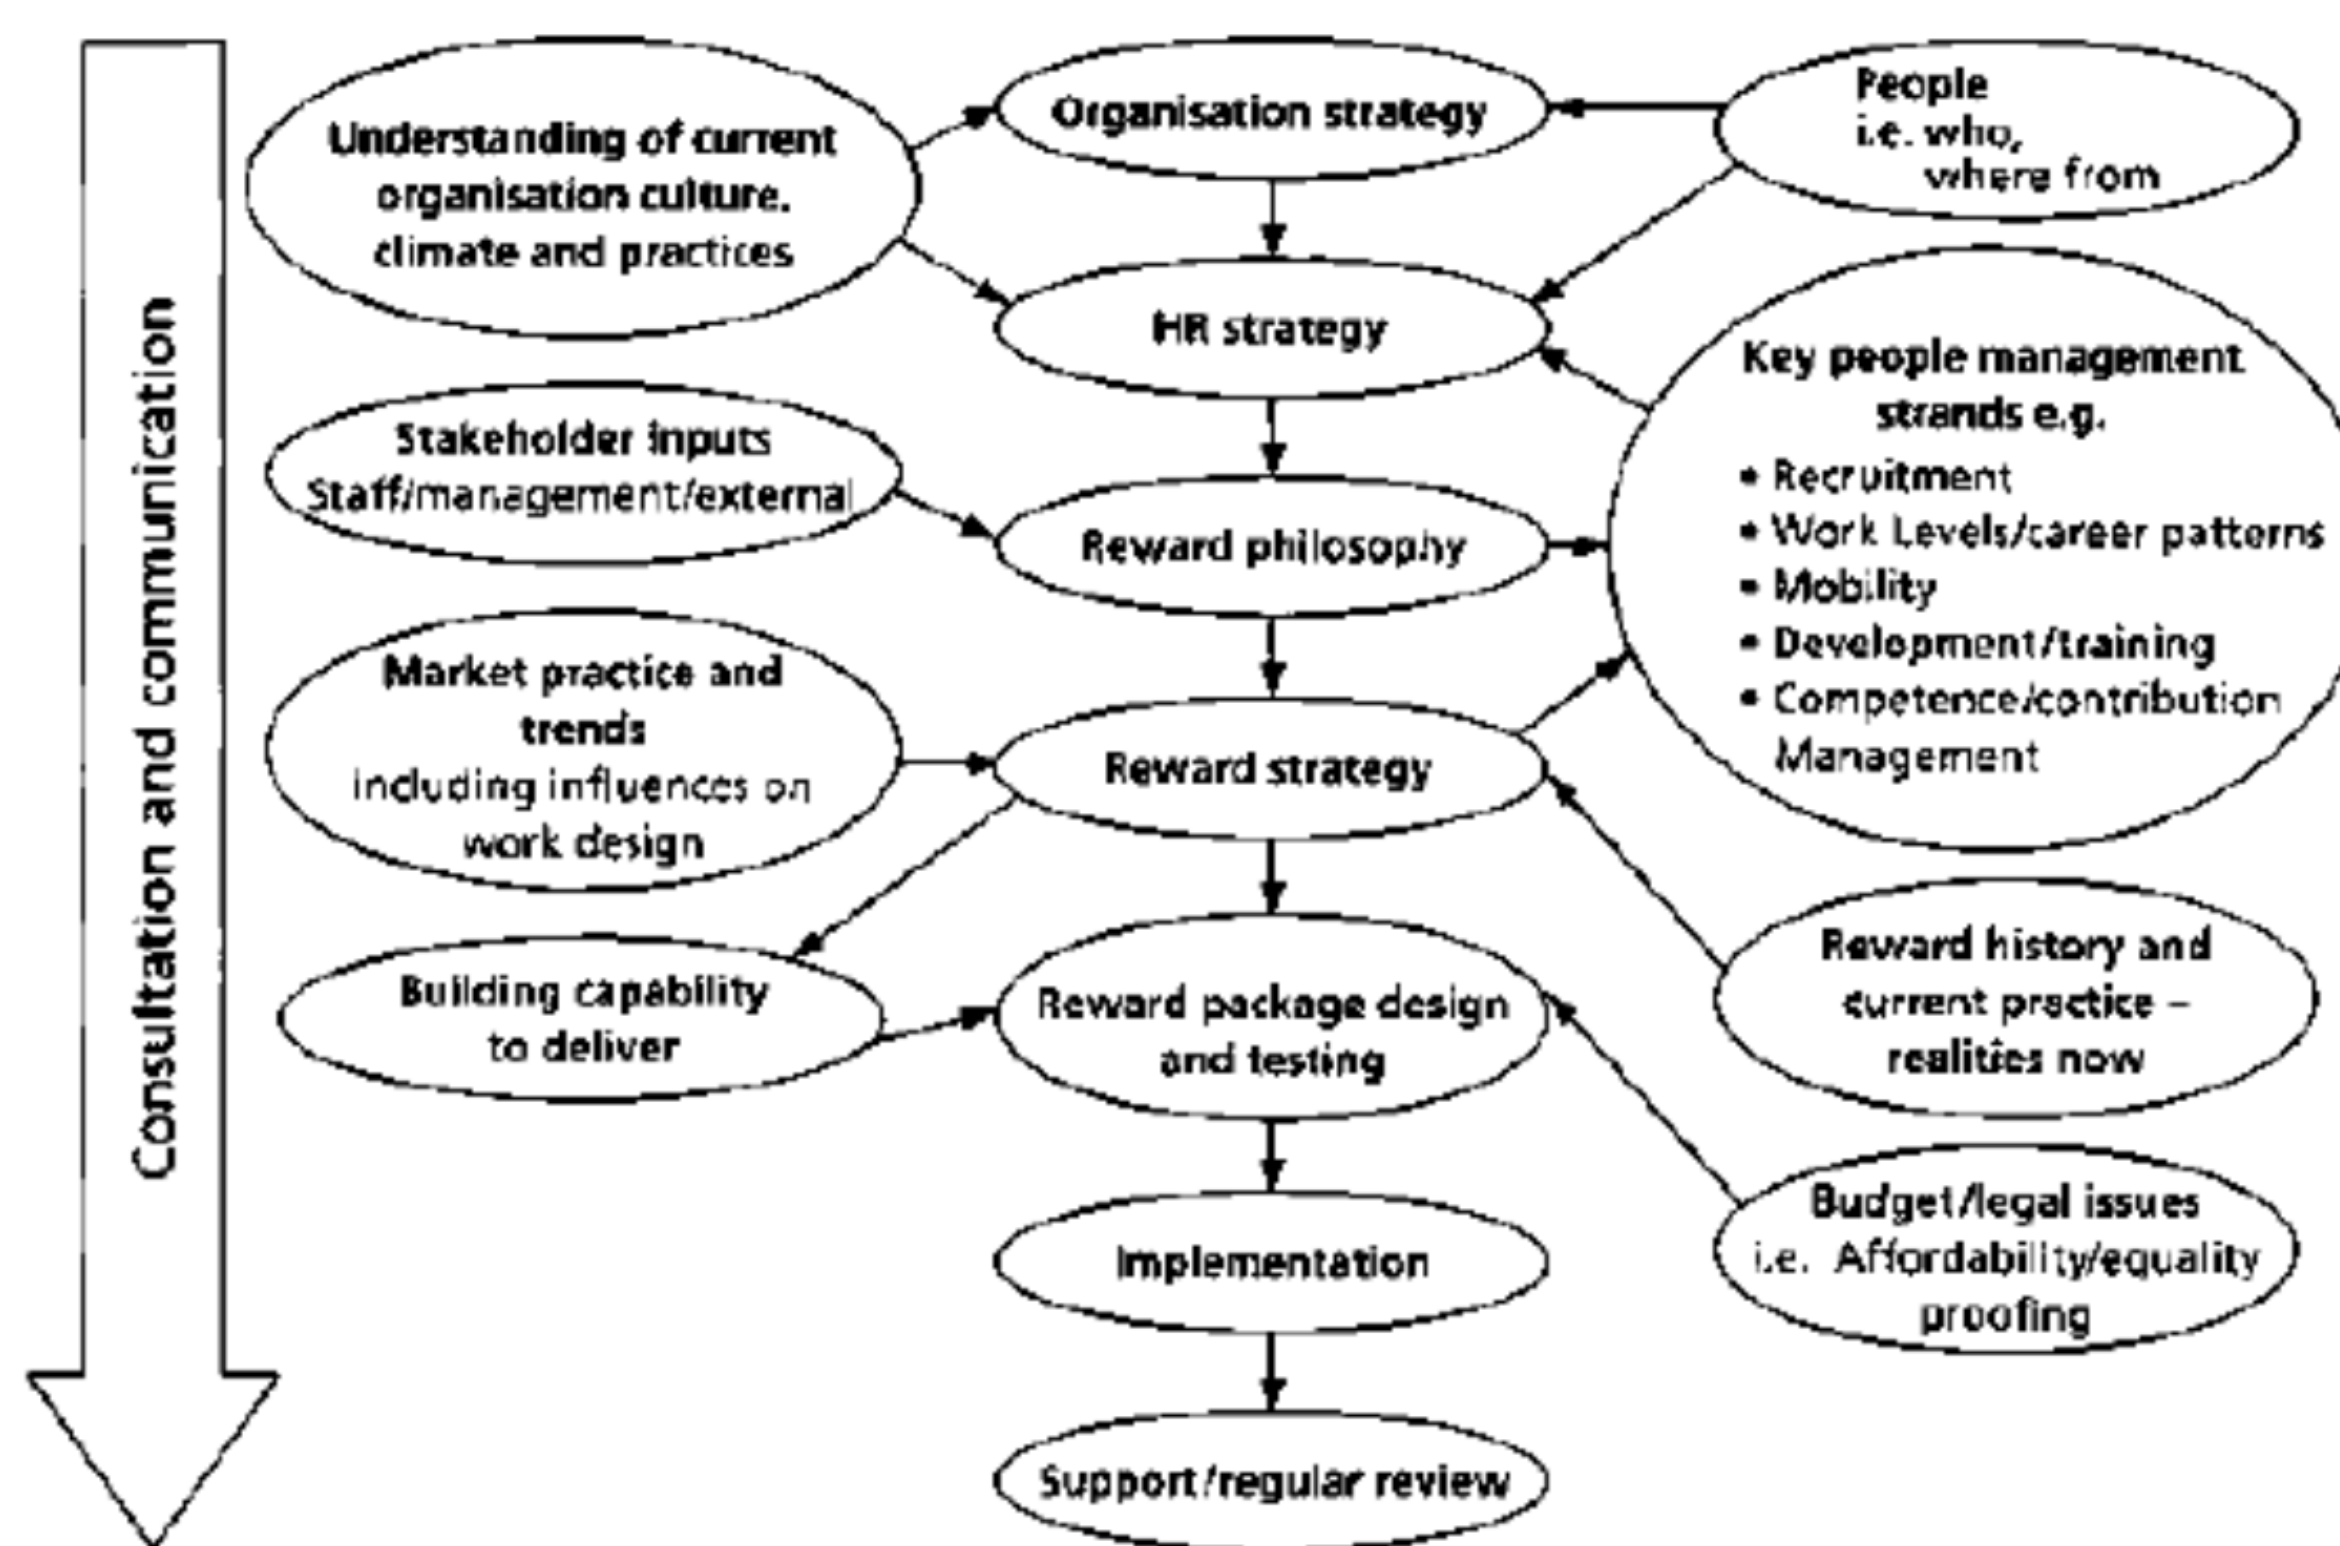 Consultation and communication
Understanding of current
organisation culture.
climate and practices
Organisation strategy
People
i.e. who,
where from
HR strategy
Key people management
strands e.g.
• Recruitment
• Work Levels/career patterns
• Mobility
• Development/training
• Competence/contribution
Management
Stakeholder inputs
Staff/management/external
Reward philosophy
Market practice and
trends
including influences on
work design
Reward strategy
Building capability
to deliver
Reward package design
and testing
Reward history and
current practice –
realities now
Budget/legal issues
i.e. Affordability/equality
proofing
Implementation
Support/regular review